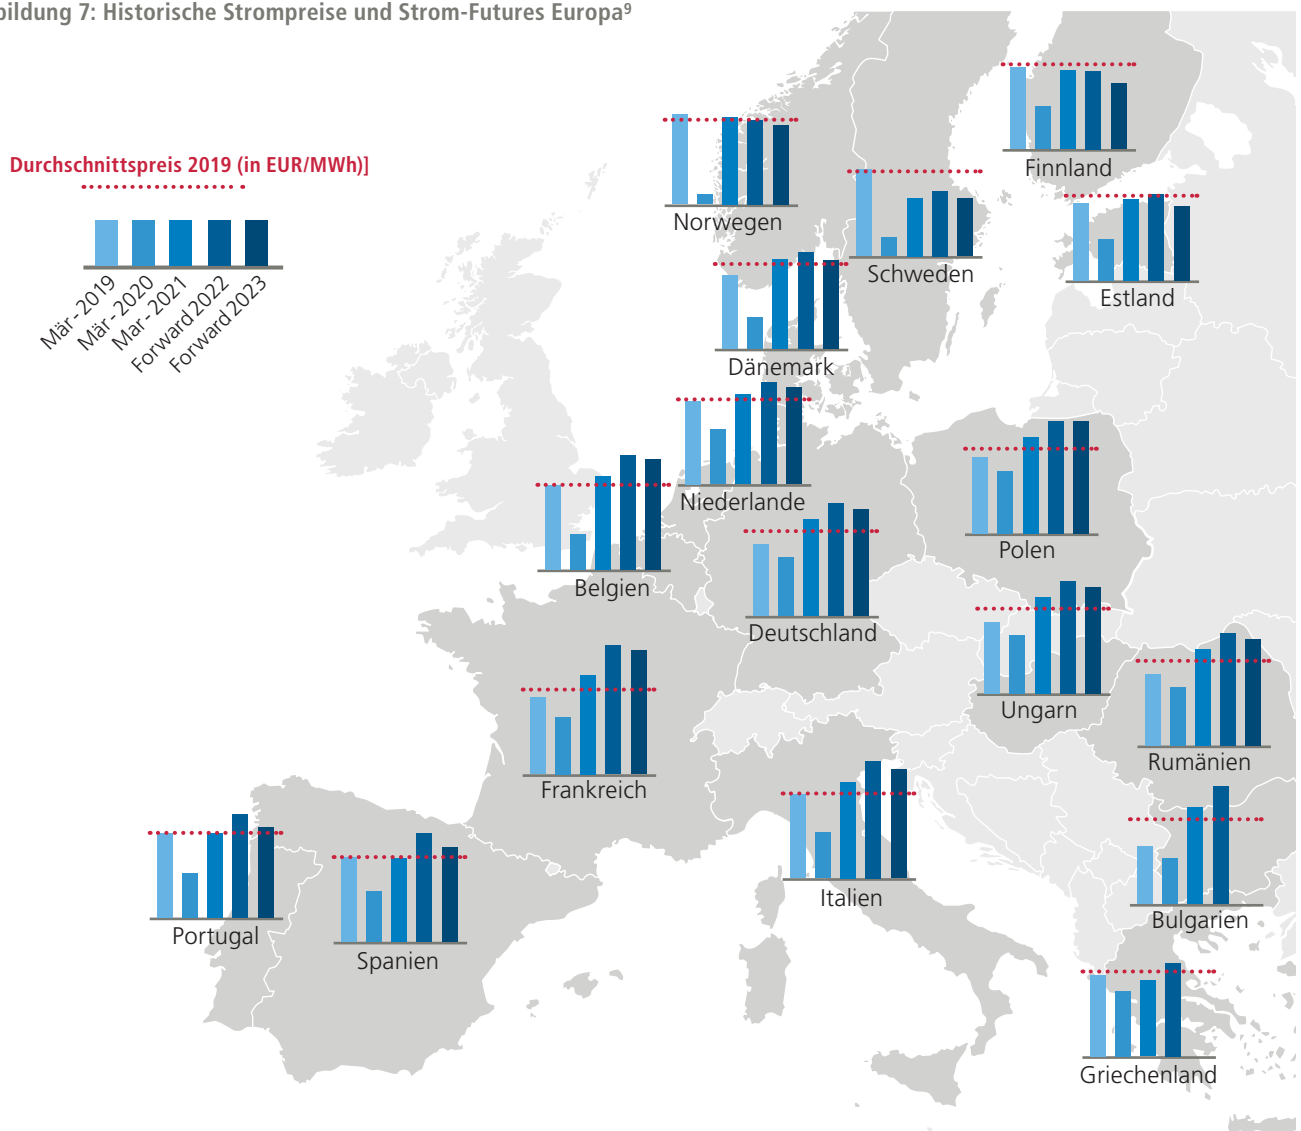 bildung 7: Historische Strompreise und Strom-Futures Europa⁹
Durchschnittspreis 2019 (in EUR/MWh)]
Mär - 2019
Mär - 2020
Mar - 2021
Forward 2022
Forward 2023
Finnland
Norwegen
Schweden
Estland
Dänemark
Niederlande
Polen
Belgien
Deutschland
Ungarn
Rumänien
Frankreich
Italien
Bulgarien
Portugal
Spanien
Griechenland